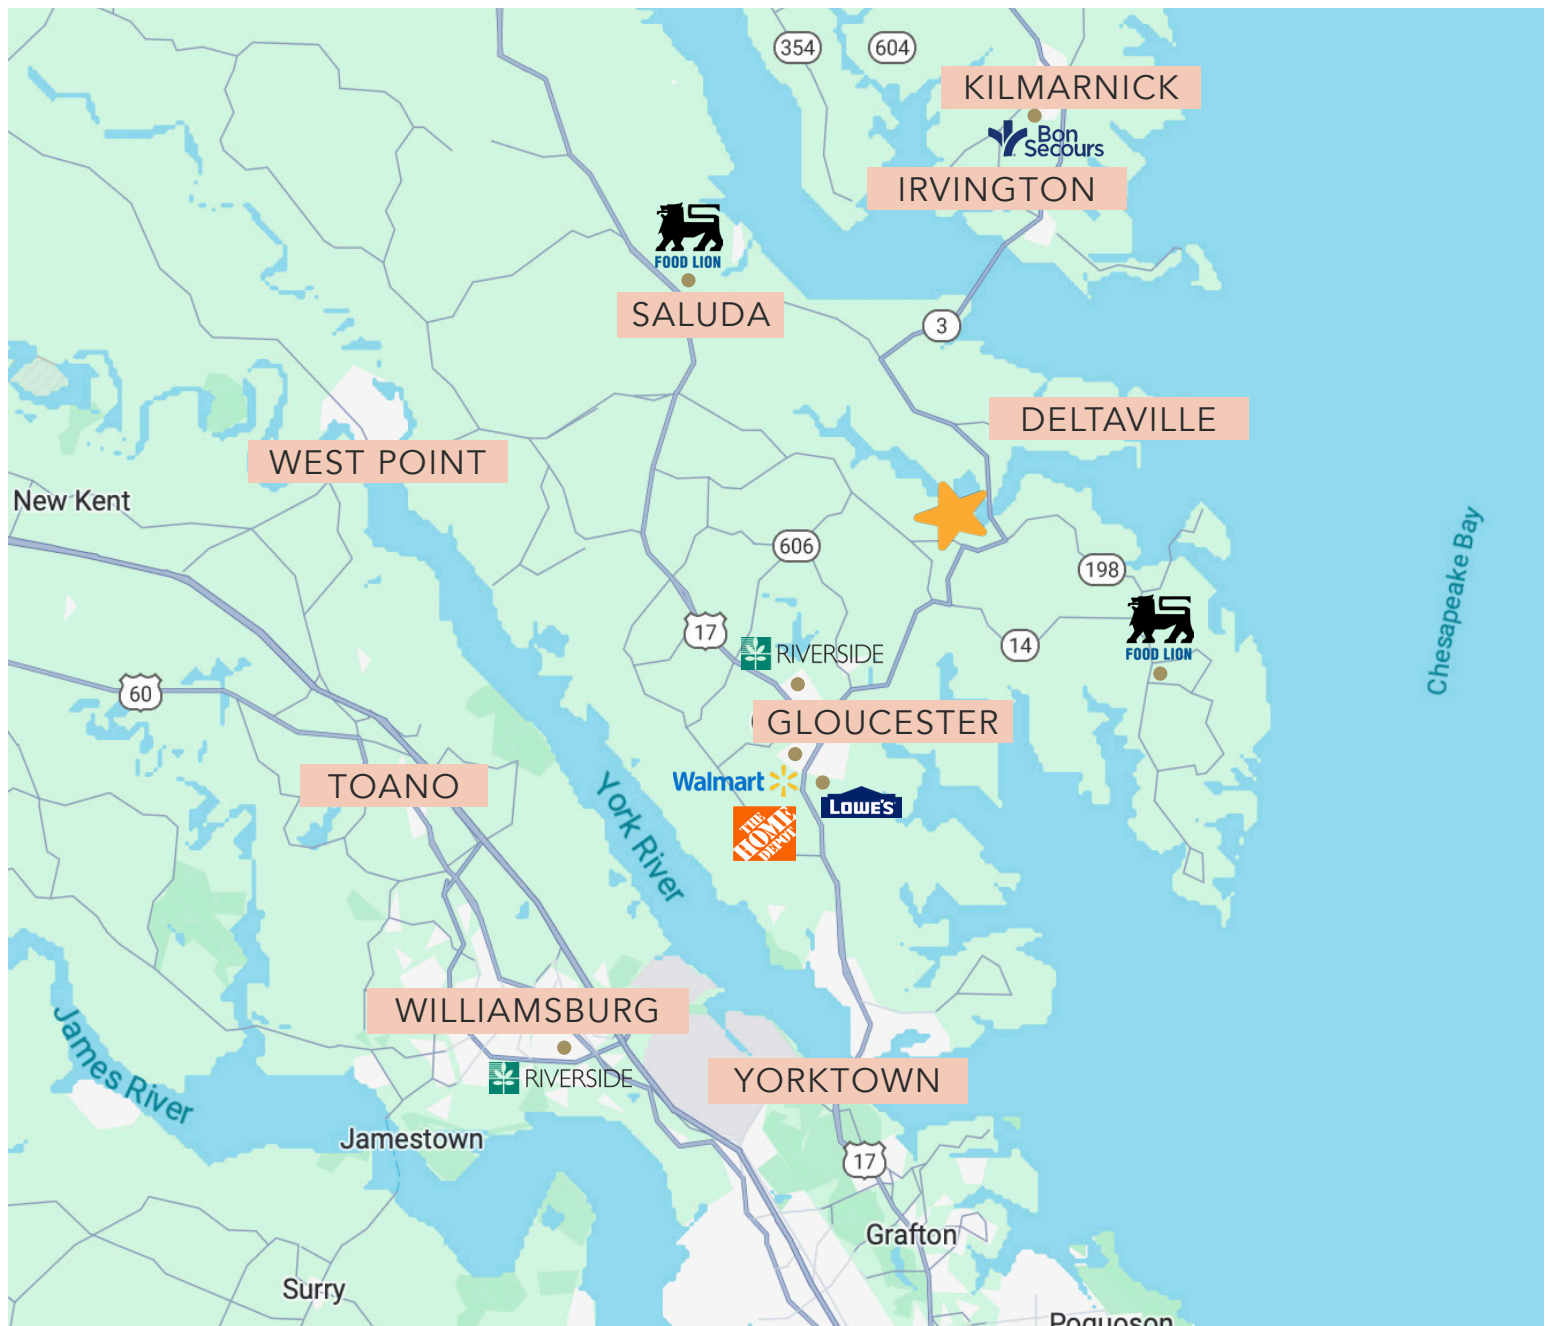 354
604
KILMARNICK
Bon
Secours
IRVINGTON
FOOD LION
SALUDA
3
DELTAVILLE
WEST POINT
New Kent
606
Chesapeake Bay
198
17
FOOD LION
14
RIVERSIDE
60
GLOUCESTER
TOANO
Walmart
LOWE'S
THE
HOME
DEPOT
York River
WILLIAMSBURG
James River
RIVERSIDE
YORKTOWN
Jamestown
17
Grafton
Surry
Poquoson